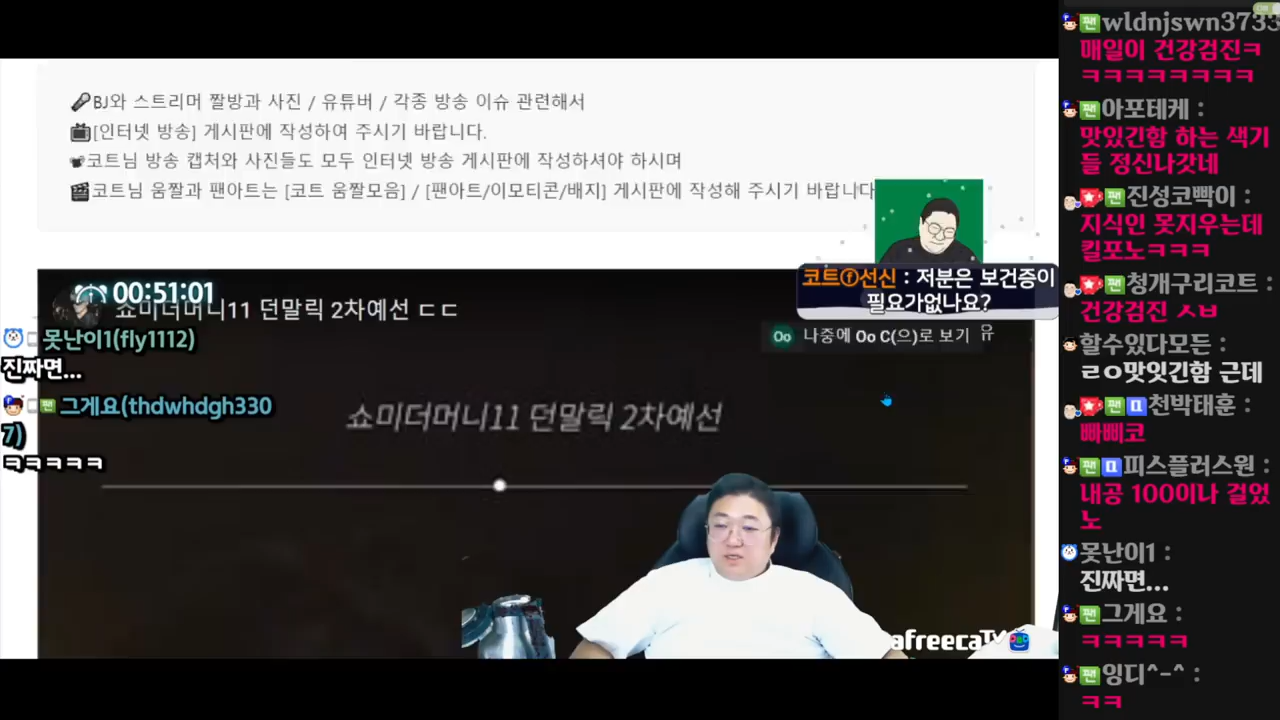 BJ와 스트리머 짤방과 사진 / 유튜버 / 각종 방송 이슈 관련해서
[인터넷 방송] 게시판에 작성하여 주시기 바랍니다.
코트님 방송 캡처와 사진들도 모두 인터넷 방송 게시판에 작성하셔야 하시며
코트님 움짤과 팬아트는 [코트 움짤모음] / [팬아트/이모티콘/배지] 게시판에 작성해 주시기 바랍니다
코트ⓕ선신 : 저분은 보건증이
필요가없나요?
00:51:01
쇼미더머니11 던말릭 2차예선 ㄷㄷ
나중에 Oo C(으)로 보기
유
못난이1(fly1112)
진짜면...
팬 그게요(thdwhdgh330
7)
ㅋㅋㅋㅋㅋ
쇼미더머니11 던말릭 2차예선
afreecaTV
팬 wldnjswn3733
매일이 건강검진ㅋ
ㅋㅋㅋㅋㅋㅋㅋㅋ
팬 아포테케 :
맛있긴함 하는 색기
들 정신나갓네
팬 진성코빡이 :
지식인 못지우는데
킬포노ㅋㅋㅋ
팬 청개구리코트 :
건강검진 ㅅㅂ
할수있다모든 :
ㄹㅇ맛잇긴함 근데
팬 천박태훈 :
빠삐코
팬 피스플러스원 :
내공 100이나 걸었
노
못난이1 :
진짜면...
팬 그게요 :
ㅋㅋㅋㅋㅋ
팬 잉디^-^ :
ㅋㅋ